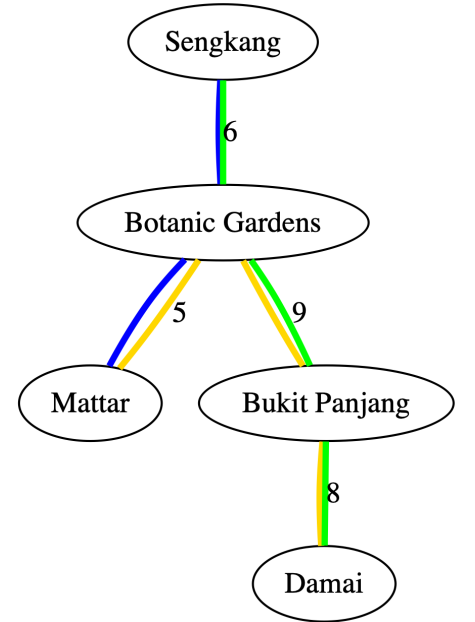 Sengkang
6
Botanic Gardens
5
9
Mattar
Bukit Panjang
8
Damai